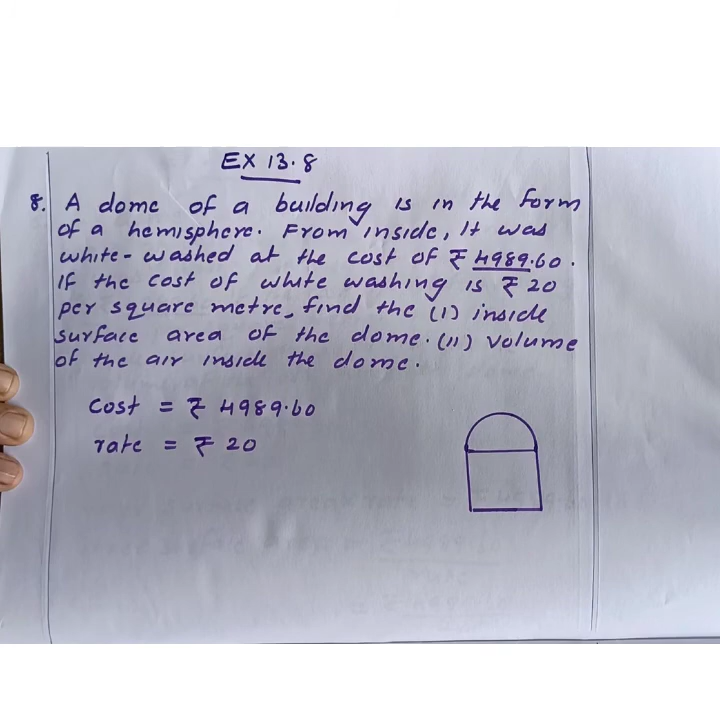 EX 13.8
8. A dome of a building is in the form
of a hemisphere. From inside, it was
white-washed at the cost of ₹ 4989.60.
If the cost of white washing is ₹ 20
per square metre, find the (i) inside
surface area of the dome. (ii) volume
of the air inside the dome.
cost = ₹ 4989.60
rate = ₹ 20